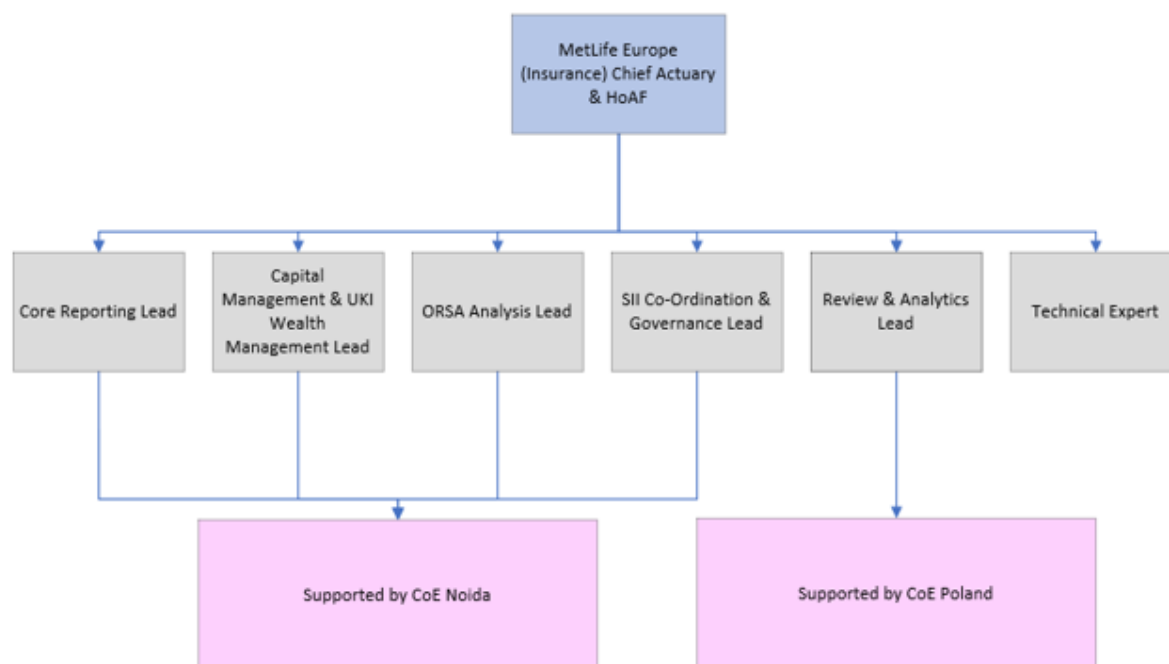 MetLife Europe
(Insurance) Chief Actuary
& HoAF
Core Reporting Lead
Capital
Management & UKI
Wealth
Management Lead
ORSA Analysis Lead
SII Co-Ordination &
Governance Lead
Review & Analytics
Lead
Technical Expert
Supported by CoE Noida
Supported by CoE Poland